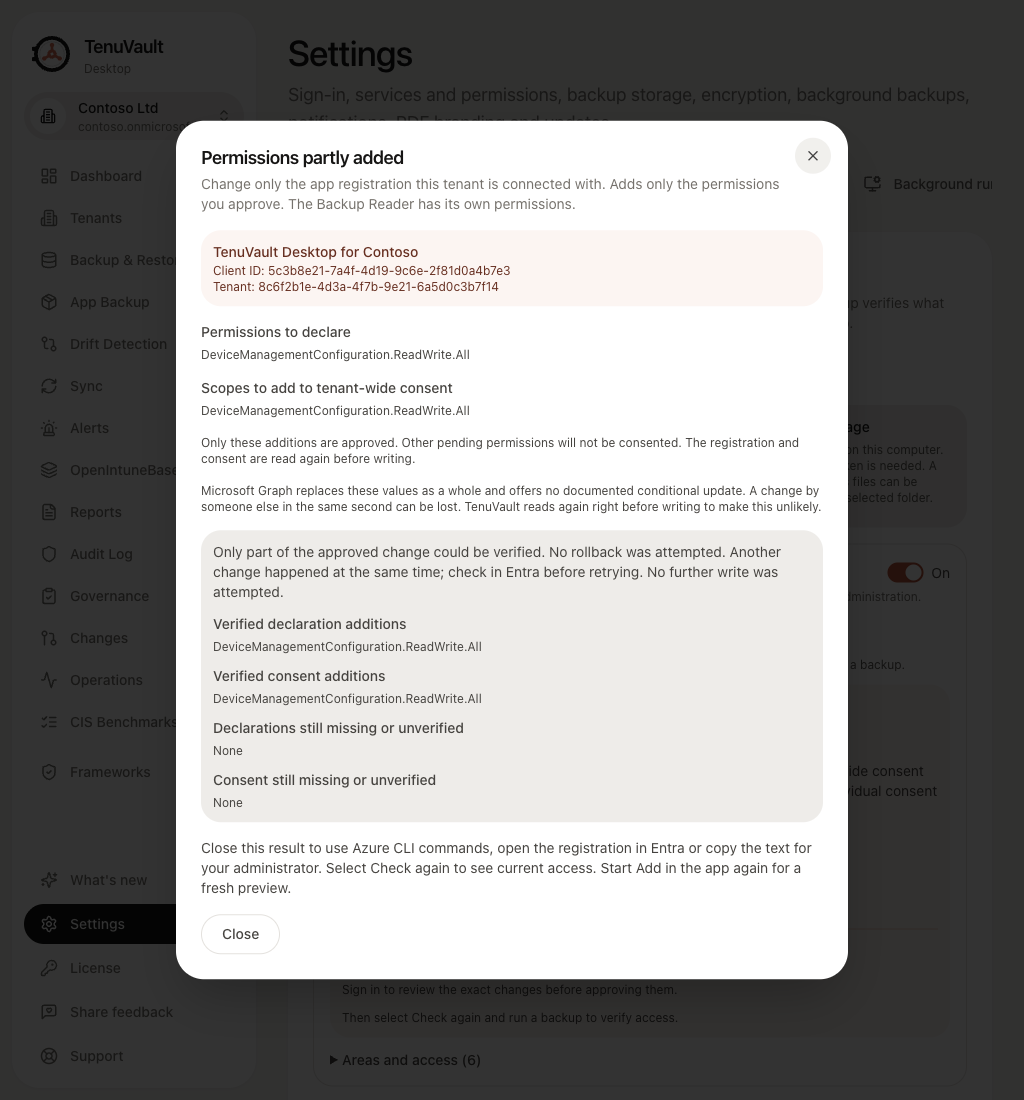 TenuVault
Desktop
Contoso Ltd
Dashboard
Tenants
App Backup
Drift Detection
Sync
Alerts
Reports
Audit Log
Governance
Changes
Operations
CIS Benchmarks
Frameworks
What's new
Settings
License
Share feedback
Support
Settings
Sign-in, services and permissions, backup storage, encryption, background backups,
Permissions partly added
Change only the app registration this tenant is connected with. Adds only the permissions
you approve. The Backup Reader has its own permissions.
TenuVault Desktop for Contoso
Client ID: 5c3b8e21-7a4f-4d19-9c6e-2f81d0a4b7e3
Tenant: 8c6f2b1e-4d3a-4f7b-9e21-6a5d0c3b7f14
Permissions to declare
DeviceManagementConfiguration.ReadWrite.All
Scopes to add to tenant-wide consent
DeviceManagementConfiguration.ReadWrite.All
Only these additions are approved. Other pending permissions will not be consented. The registration and
consent are read again before writing.
Microsoft Graph replaces these values as a whole and offers no documented conditional update. A change by
someone else in the same second can be lost. TenuVault reads again right before writing to make this unlikely.
Only part of the approved change could be verified. No rollback was attempted. Another
change happened at the same time; check in Entra before retrying. No further write was
attempted.
Verified declaration additions
DeviceManagementConfiguration.ReadWrite.All
Verified consent additions
DeviceManagementConfiguration.ReadWrite.All
Declarations still missing or unverified
None
Consent still missing or unverified
None
Close this result to use Azure CLI commands, open the registration in Entra or copy the text for
your administrator. Select Check again to see current access. Start Add in the app again for a
fresh preview.
Close
Background
verifies what
on this computer.
is needed. A
files can be
selected folder.
On
a backup.
consent
consent
Sign in to review the exact changes before approving them.
Then select Check again and run a backup to verify access.
Areas and access (6)